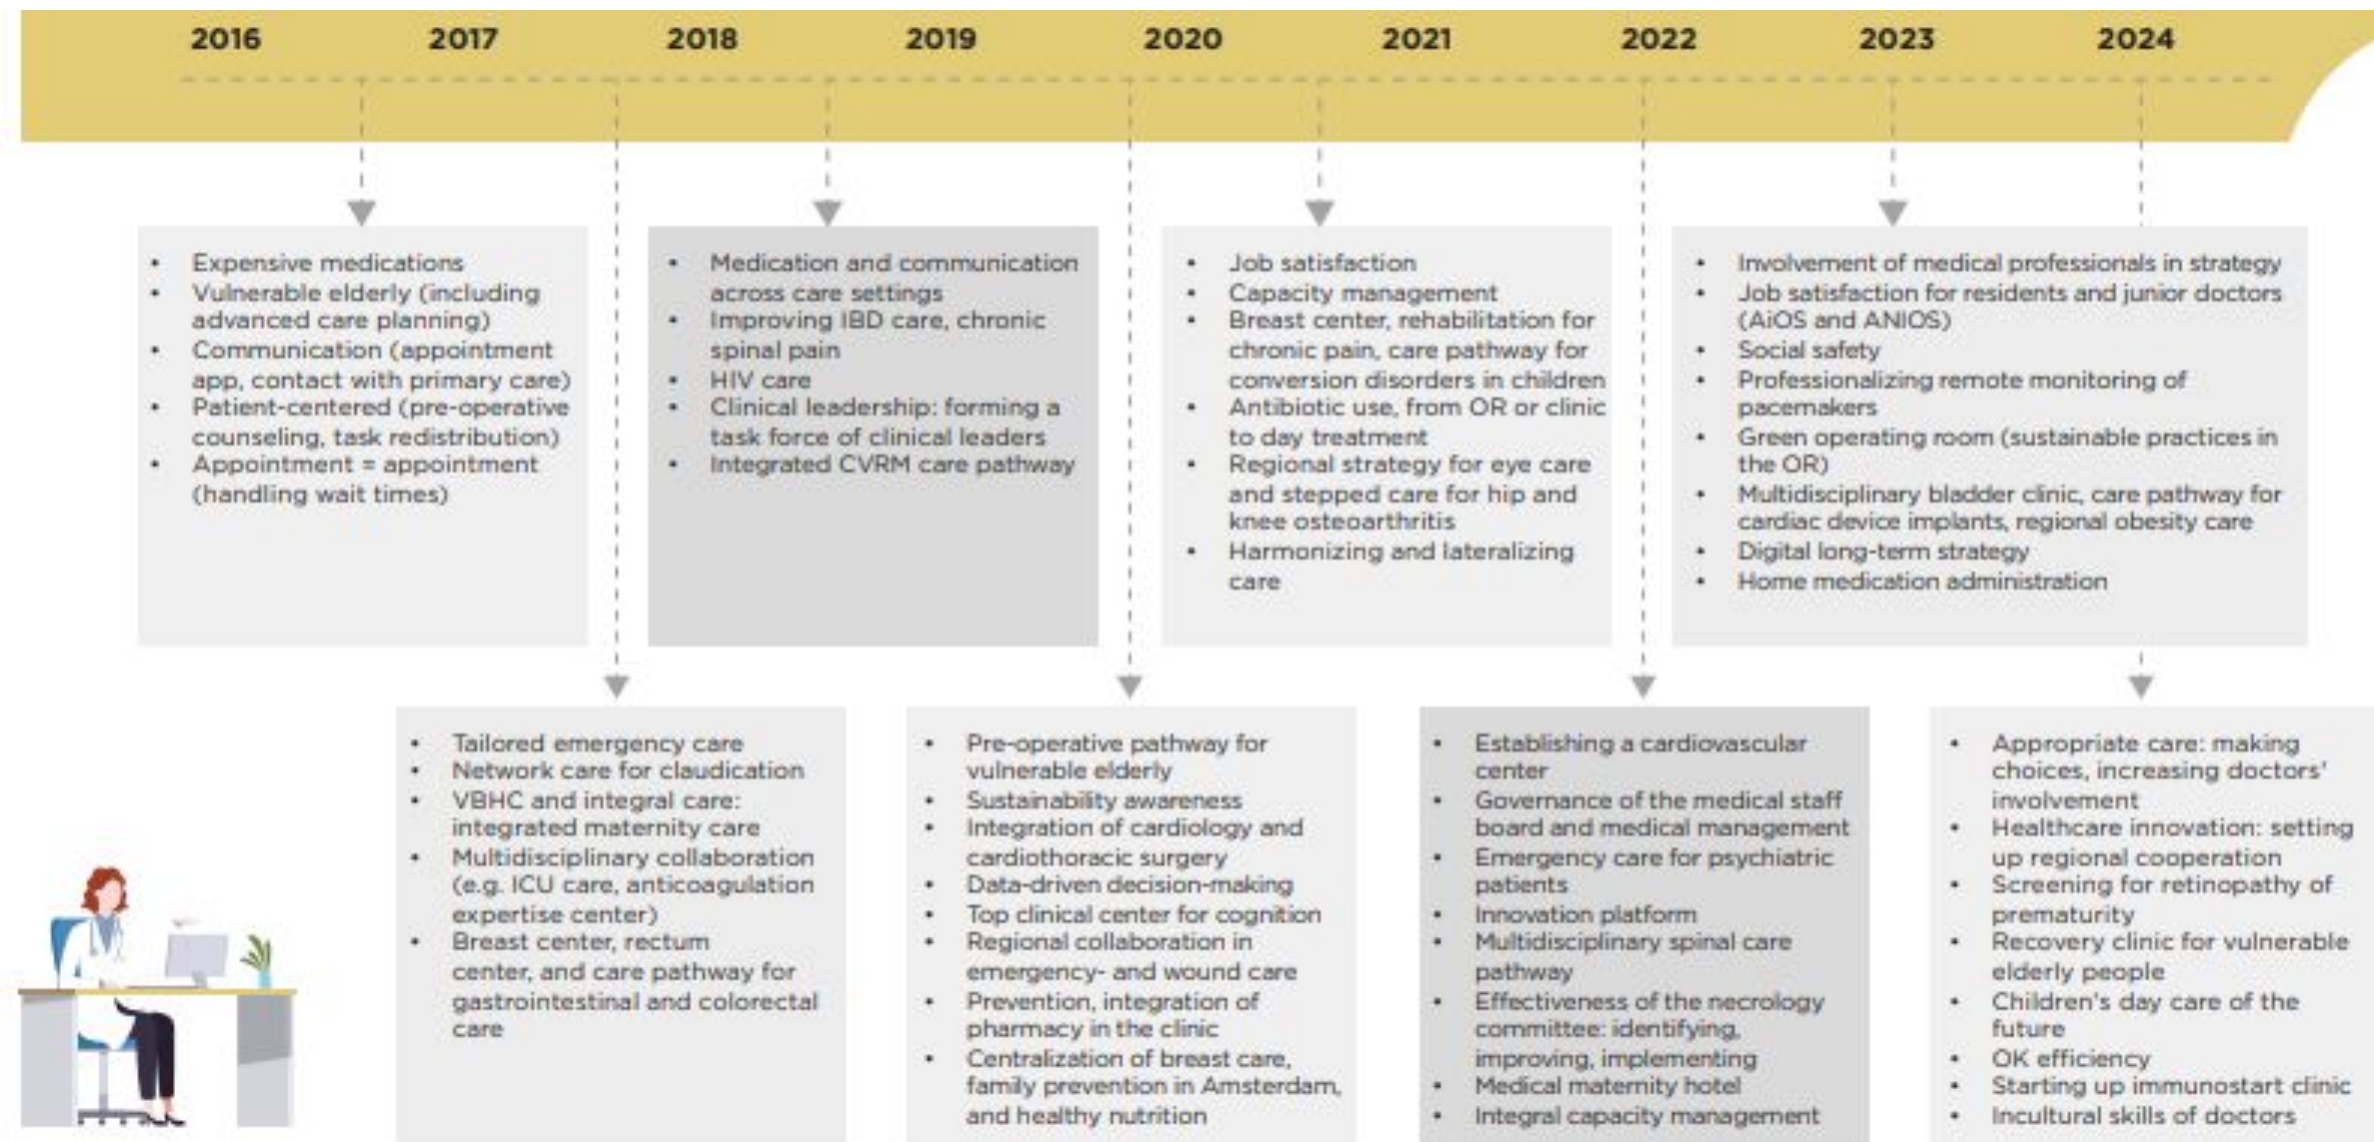 2016 2017 2018 2019 2020 2021 2022 2023 2024
• Expensive medications
• Vulnerable elderly (including
advanced care planning)
• Communication (appointment
app, contact with primary care)
• Patient-centered (pre-operative
counseling, task redistribution)
• Appointment = appointment
(handling wait times)
• Medication and communication
across care settings
• Improving IBD care, chronic
spinal pain
• HIV care
• Clinical leadership: forming a
task force of clinical leaders
• Integrated CVRM care pathway
• Job satisfaction
• Capacity management
• Breast center, rehabilitation for
chronic pain, care pathway for
conversion disorders in children
• Antibiotic use, from OR or clinic
to day treatment
• Regional strategy for eye care
and stepped care for hip and
knee osteoarthritis
• Harmonizing and lateralizing
care
• Involvement of medical professionals in strategy
• Job satisfaction for residents and junior doctors
(AiOS and ANIOS)
• Social safety
• Professionalizing remote monitoring of
pacemakers
• Green operating room (sustainable practices in
the OR)
• Multidisciplinary bladder clinic, care pathway for
cardiac device implants, regional obesity care
• Digital long-term strategy
• Home medication administration
• Tailored emergency care
• Network care for claudication
• VBHC and integral care:
integrated maternity care
• Multidisciplinary collaboration
(e.g. ICU care, anticoagulation
expertise center)
• Breast center, rectum
center, and care pathway for
gastrointestinal and colorectal
care
• Pre-operative pathway for
vulnerable elderly
• Sustainability awareness
• Integration of cardiology and
cardiothoracic surgery
• Data-driven decision-making
• Top clinical center for cognition
• Regional collaboration in
emergency- and wound care
• Prevention, integration of
pharmacy in the clinic
• Centralization of breast care,
family prevention in Amsterdam,
and healthy nutrition
• Establishing a cardiovascular
center
• Governance of the medical staff
board and medical management
• Emergency care for psychiatric
patients
• Innovation platform
• Multidisciplinary spinal care
pathway
• Effectiveness of the necrology
committee: identifying,
improving, implementing
• Medical maternity hotel
• Integral capacity management
• Appropriate care: making
choices, increasing doctors'
involvement
• Healthcare innovation: setting
up regional cooperation
• Screening for retinopathy of
prematurity
• Recovery clinic for vulnerable
elderly people
• Children's day care of the
future
• OK efficiency
• Starting up immunostart clinic
• Incultural skills of doctors